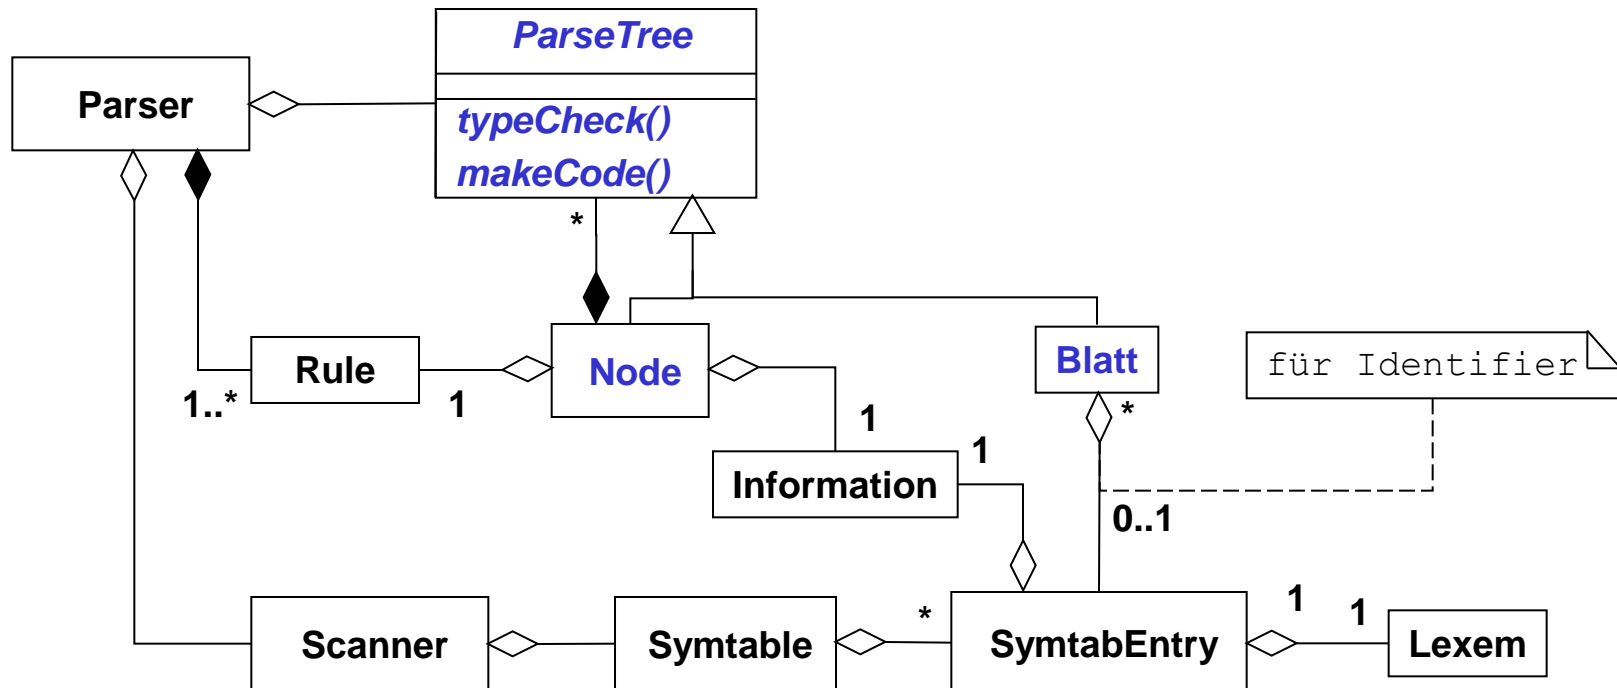 ParseTree
Parser
typeCheck()
makeCode()
*
Rule
Node
Blatt
für Identifier
1..*
1
*
1
1
Information
0..1
Scanner
Symtable
*
SymtabEntry
1
1
Lexem